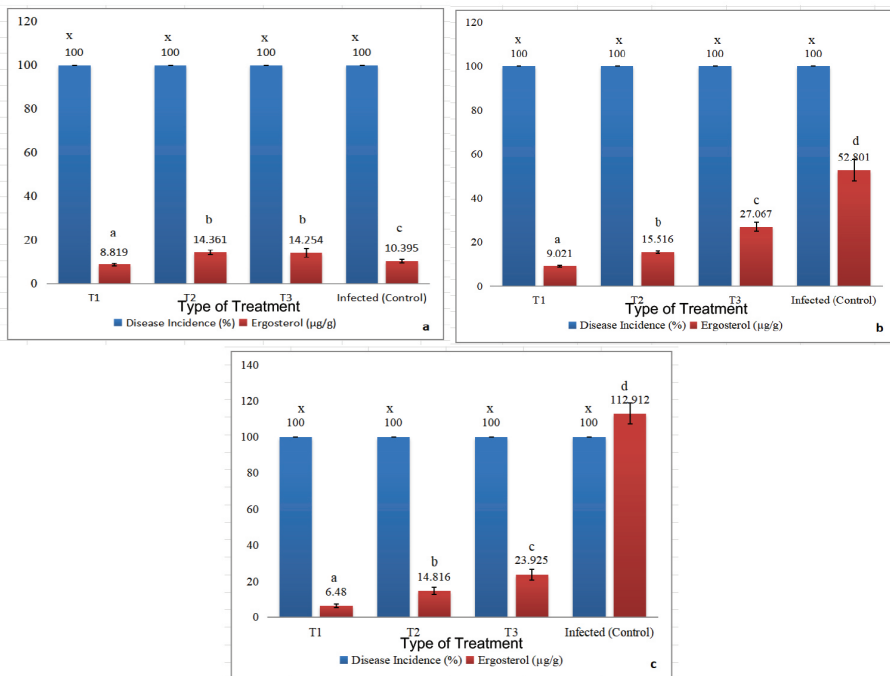 120
100
80
60
40
20
0
x x x x
100 100 100 100
a b b c
8.819 14.361 14.254 10.395
T1 T2 T3 Infected (Control)
Type of Treatment
Disease Incidence (%) Ergosterol (µg/g)
a
120
100
80
60
40
20
0
x x x x
100 100 100 100
a b c d
9.021 15.516 27.067 52.801
T1 T2 T3 Infected (Control)
Type of Treatment
Disease Incidence (%) Ergosterol (µg/g)
b
140
120
100
80
60
40
20
0
x x x x
100 100 100 100
a b c d
6.48 14.816 23.925 112.912
T1 T2 T3 Infected (Control)
Type of Treatment
Disease Incidence (%) Ergosterol (µg/g)
c